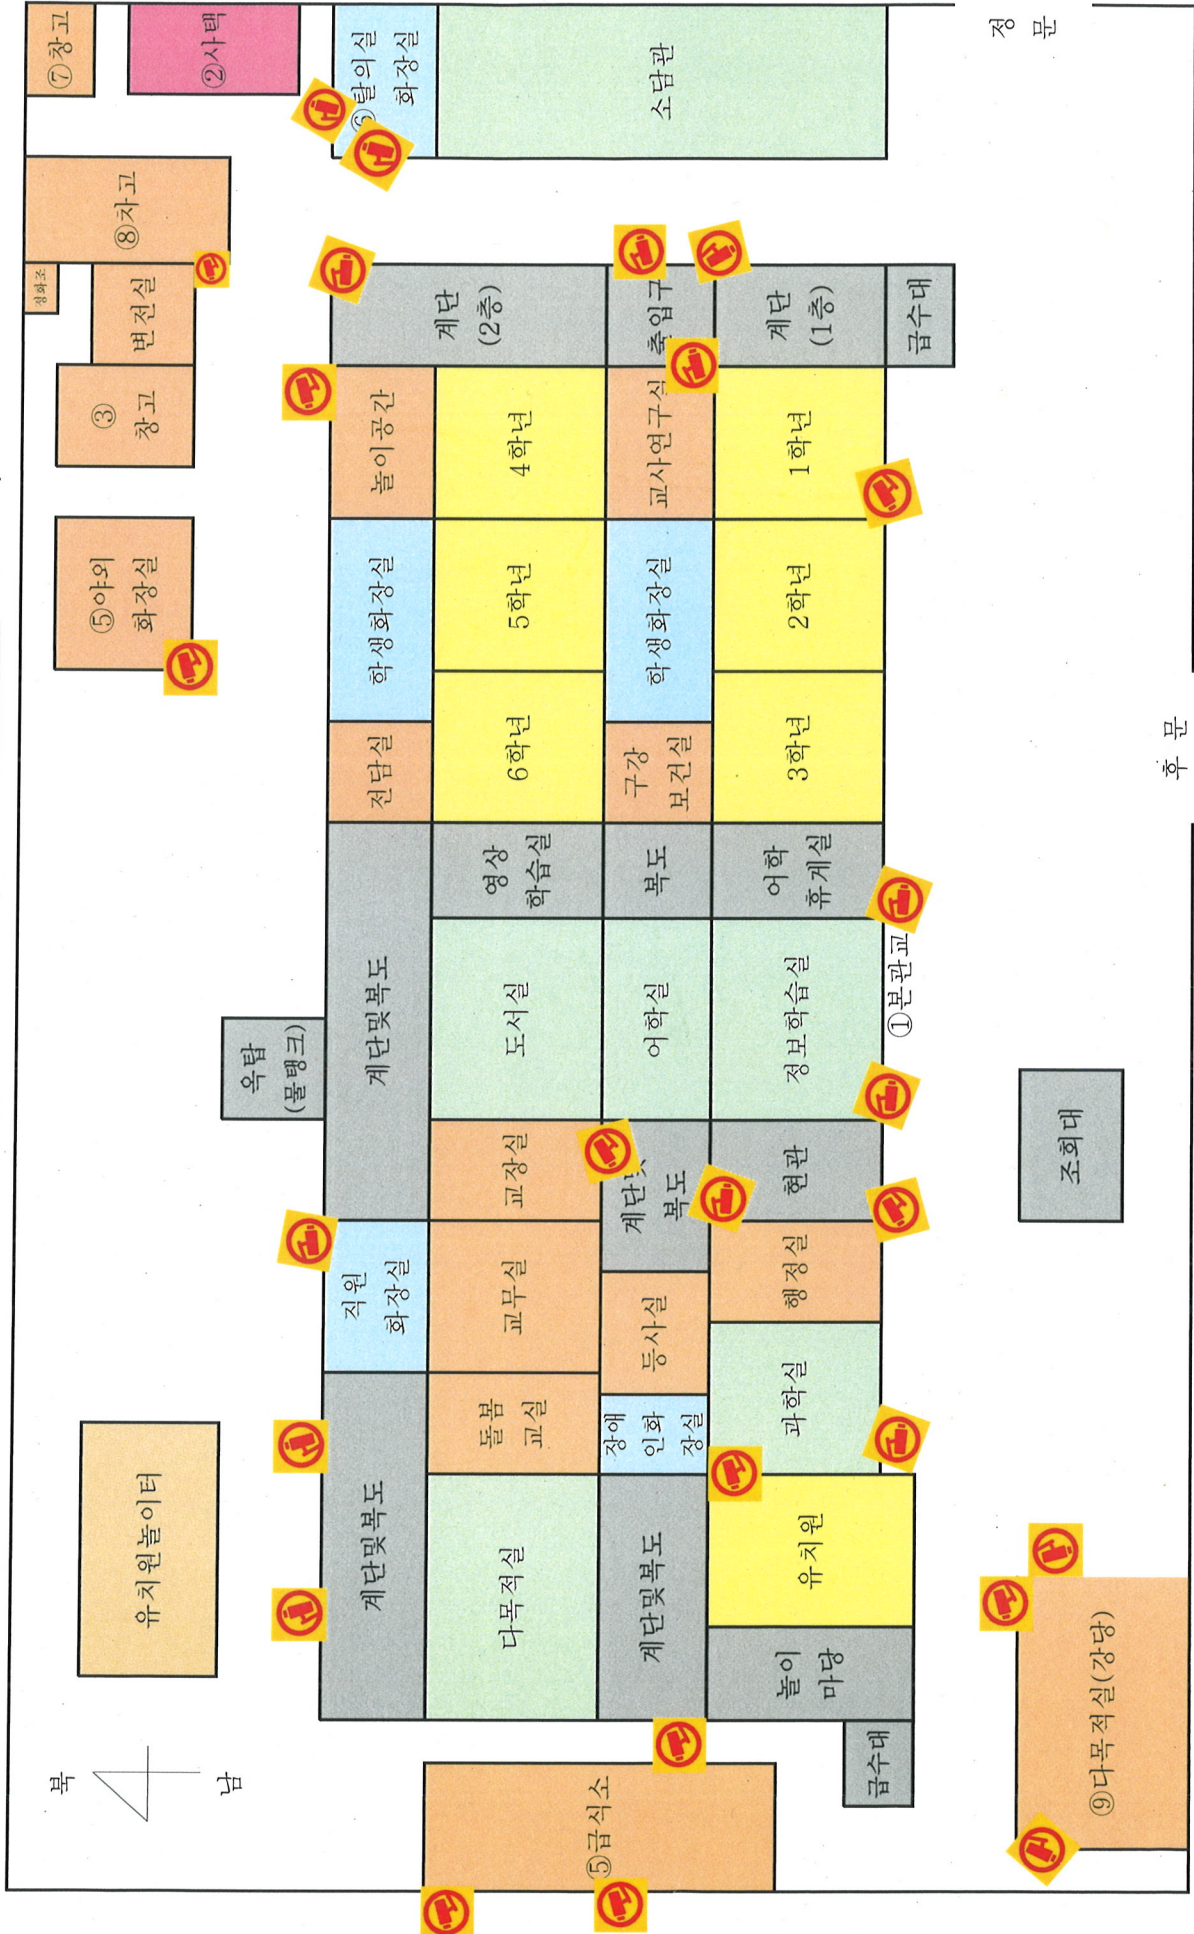 북
남
유치원놀이터
옥탑
(물탱크)
⑤야외
화장실
③
창고
변전실
정화조
⑧차고
⑦창고
②사택
계단및복도
직원
화장실
계단및복도
전담실
학생화장실
놀이공간
계단
(2층)
⑥탈의실
화장실
다목적실
돌봄
교실
교무실
교장실
도서실
영상
학습실
6학년
5학년
4학년
소담관
⑤급식소
계단및복도
장애
인화
장실
등사실
계단및
복도
어학실
복도
구강
보건실
학생화장실
교사연구실
출입구
놀이
마당
유치원
과학실
행정실
현관
정보학습실
어학
휴게실
3학년
2학년
1학년
계단
(1층)
급수대
①본관교
급수대
⑨다목적실(강당)
조회대
후 문
정 문